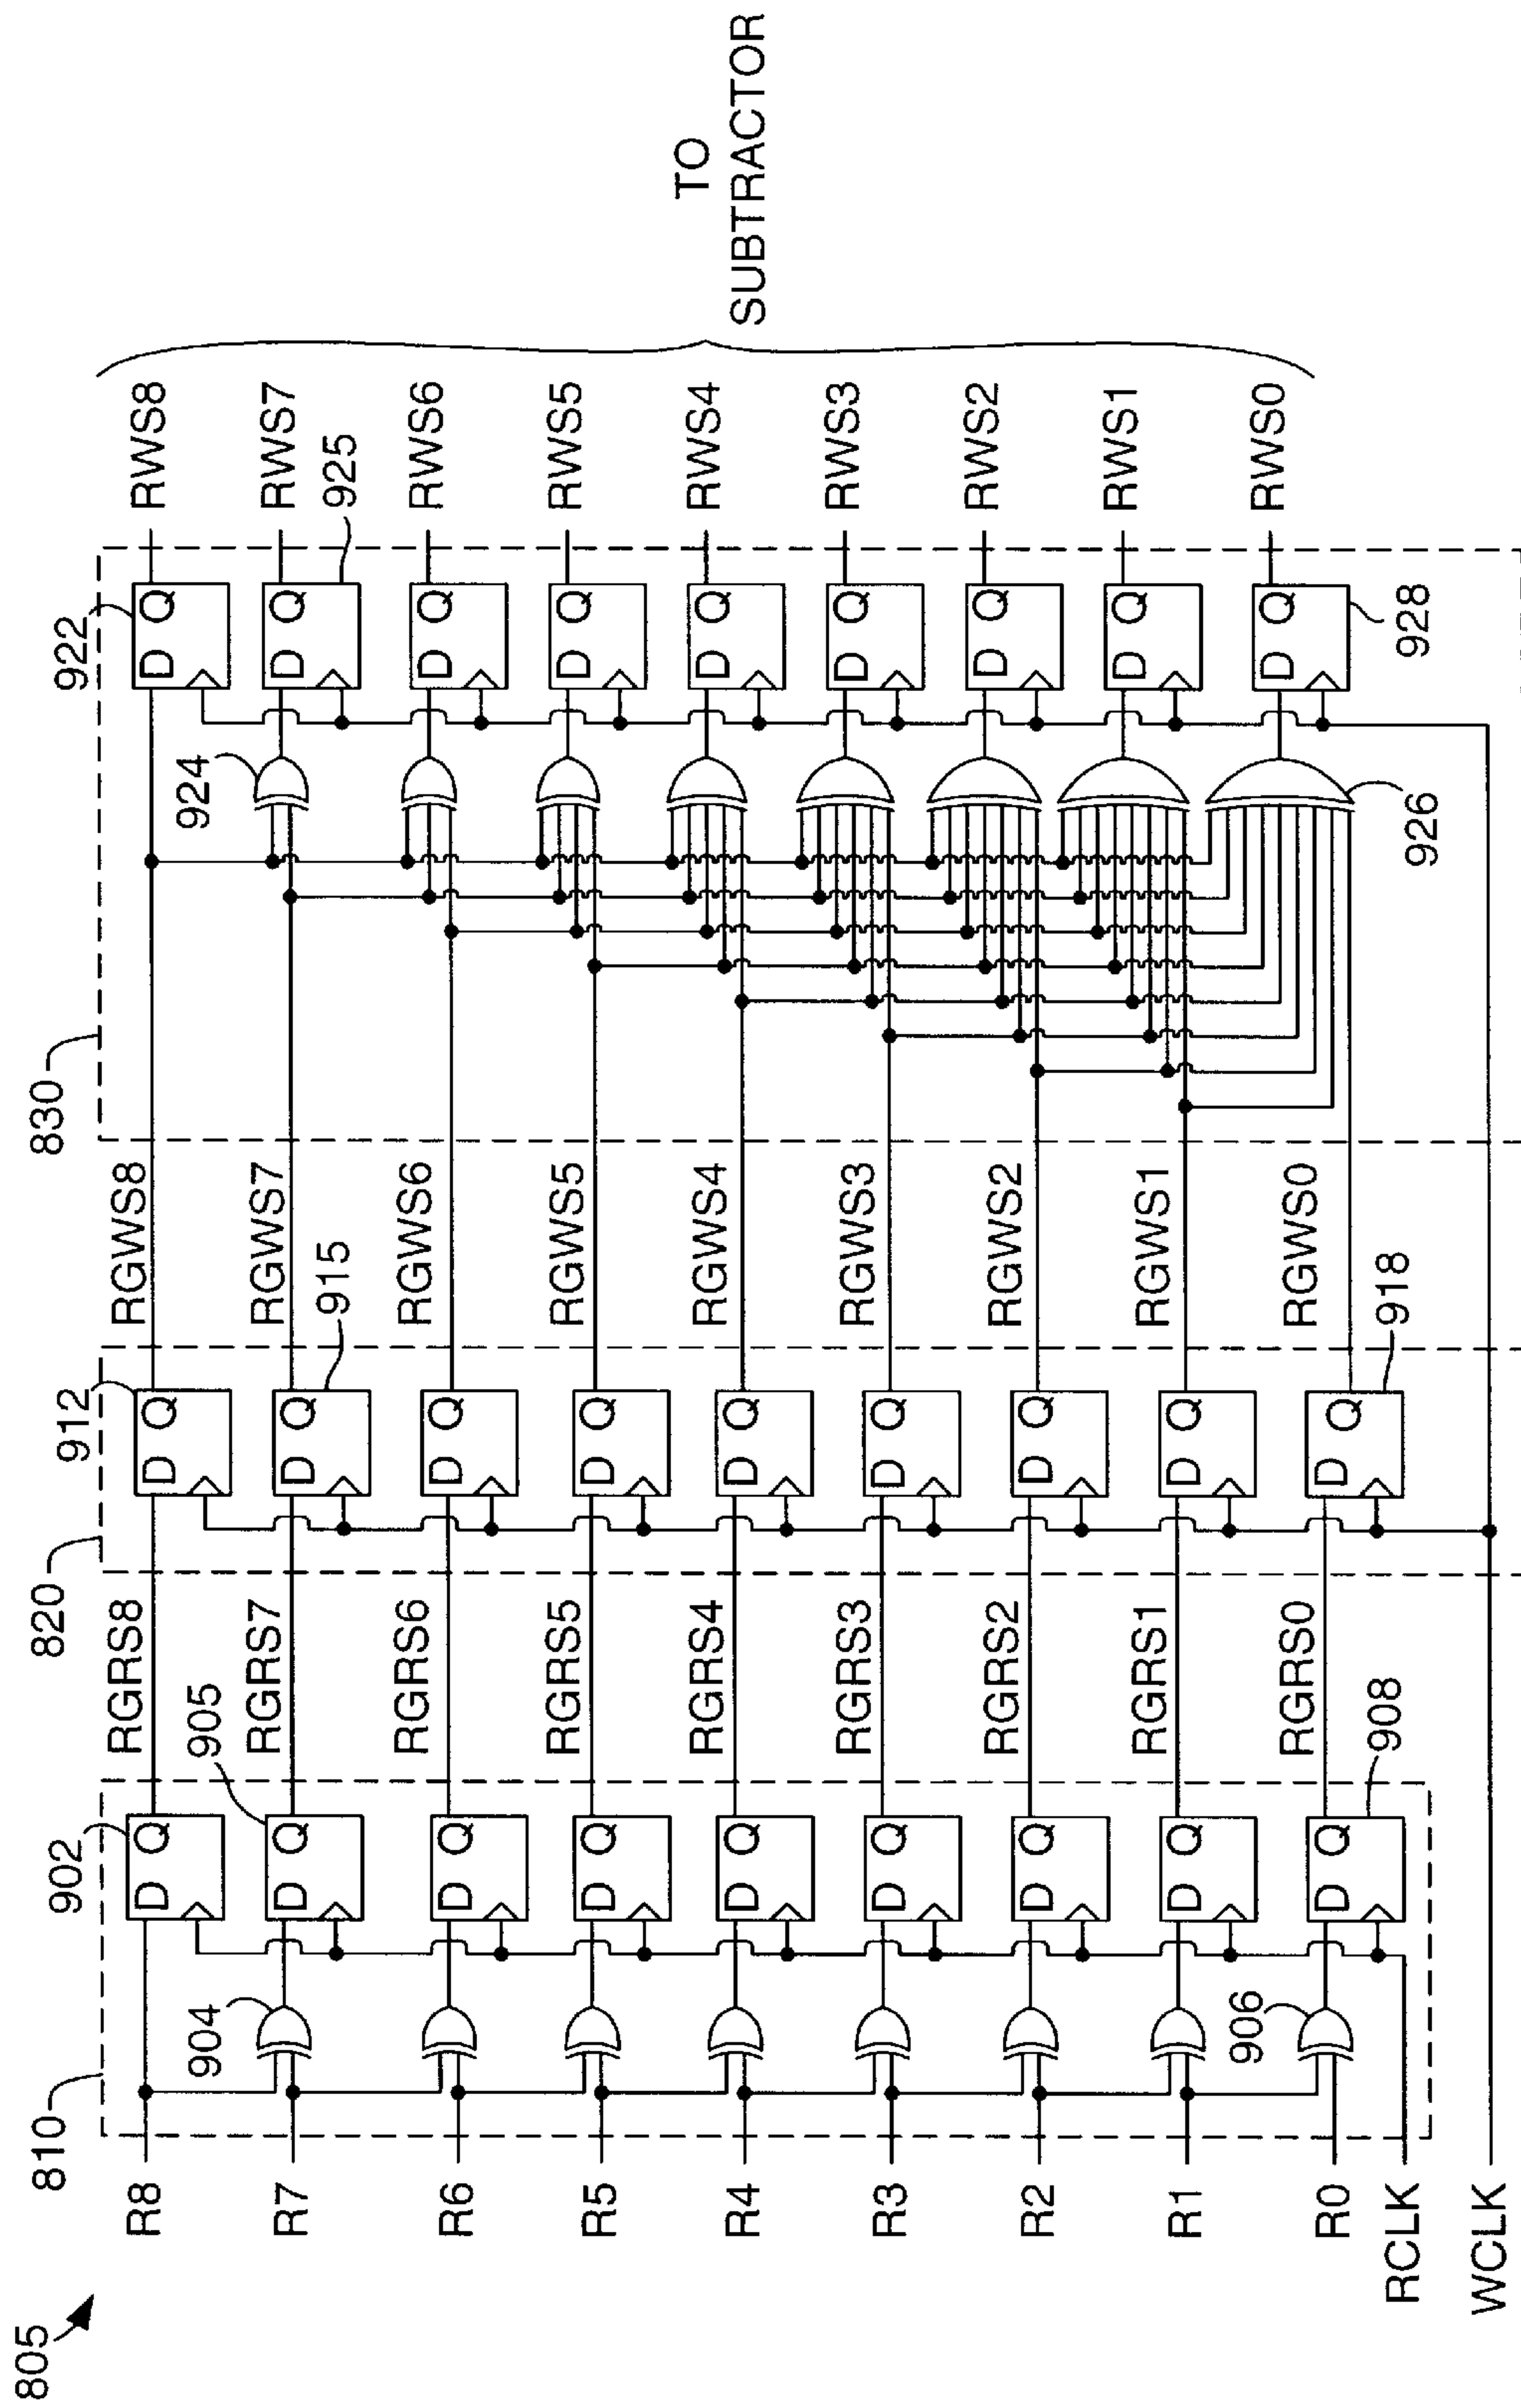 805
810
R8
R7
R6
R5
R4
R3
R2
R1
R0
RCLK
WCLK
904
906
902
D Q
905
D Q
D Q
D Q
D Q
D Q
D Q
D Q
D Q
908
RGRS8
RGRS7
RGRS6
RGRS5
RGRS4
RGRS3
RGRS2
RGRS1
RGRS0
820
912
D Q
915
D Q
D Q
D Q
D Q
D Q
D Q
D Q
D Q
918
RGWS8
RGWS7
RGWS6
RGWS5
RGWS4
RGWS3
RGWS2
RGWS1
RGWS0
830
924
926
922
D Q
925
D Q
D Q
D Q
D Q
D Q
D Q
D Q
D Q
928
RWS8
RWS7
RWS6
RWS5
RWS4
RWS3
RWS2
RWS1
RWS0
TO
SUBTRACTOR